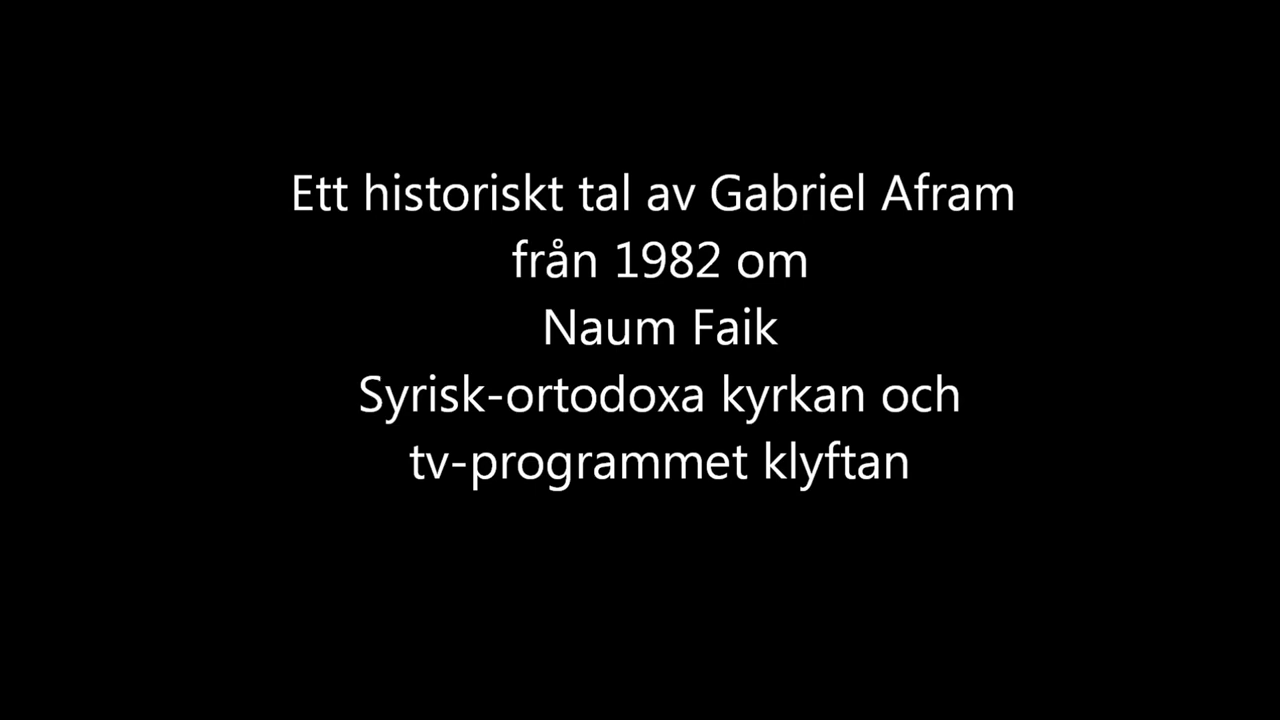 Ett historiskt tal av Gabriel Afram
från 1982 om
Naum Faik
Syrisk-ortodoxa kyrkan och
tv-programmet klyftan